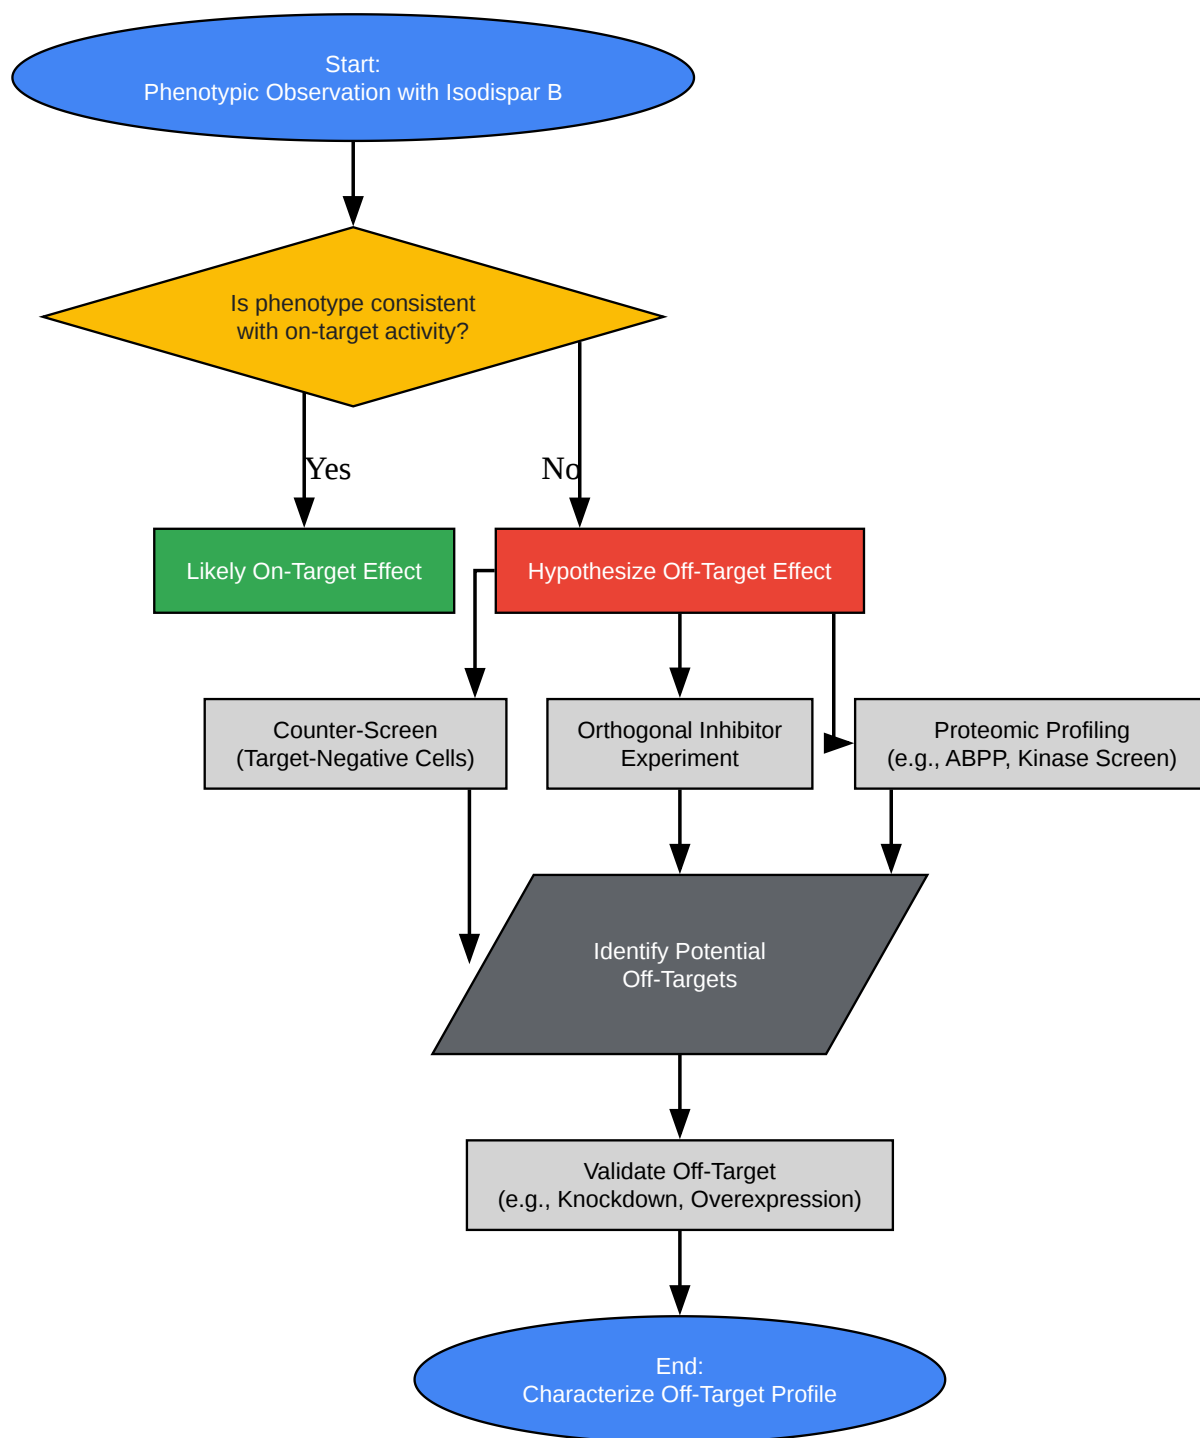 Start:
Phenotypic Observation with Isodispar B
Is phenotype consistent
with on-target activity?
Yes
No
Likely On-Target Effect
Hypothesize Off-Target Effect
Counter-Screen
(Target-Negative Cells)
Orthogonal Inhibitor
Experiment
Proteomic Profiling
(e.g., ABPP, Kinase Screen)
Identify Potential
Off-Targets
Validate Off-Target
(e.g., Knockdown, Overexpression)
End:
Characterize Off-Target Profile